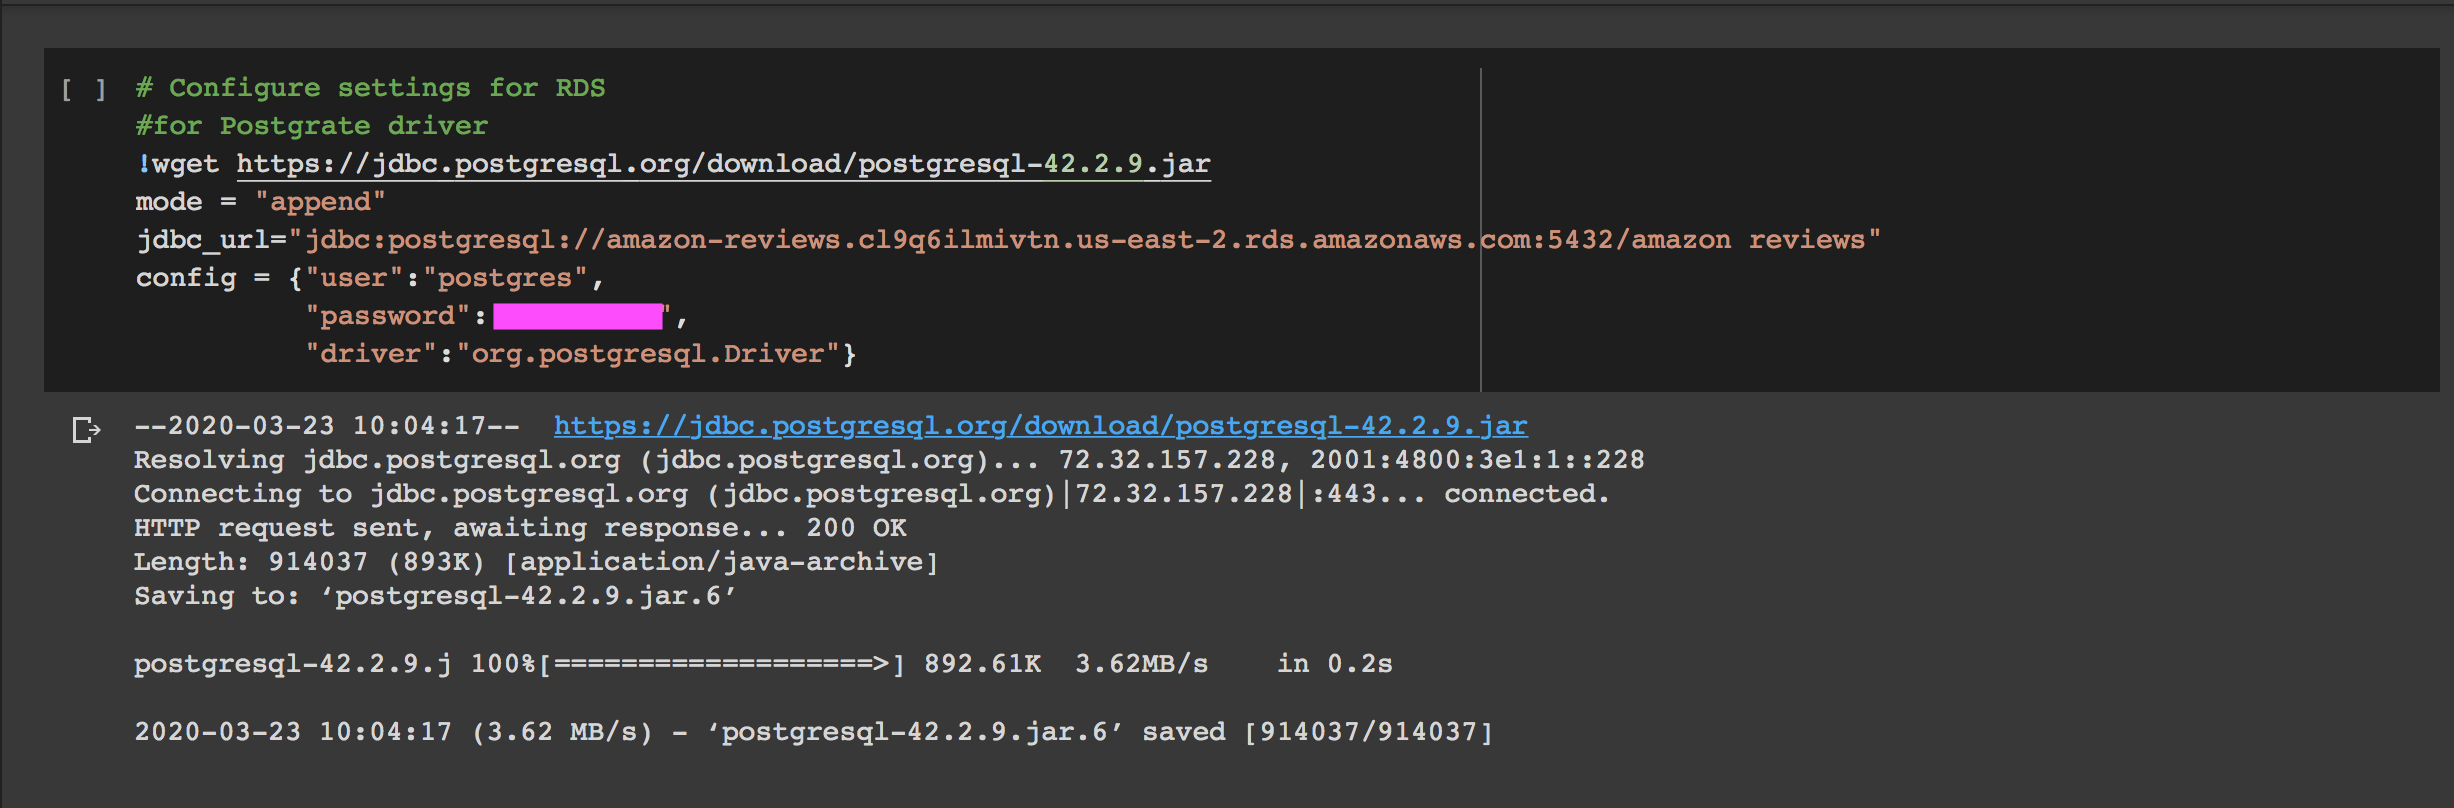 [ ] # Configure settings for RDS
#for Postgrate driver
!wget https://jdbc.postgresql.org/download/postgresql-42.2.9.jar
mode = "append"
jdbc_url="jdbc:postgresql://amazon-reviews.cl9q6ilmivtn.us-east-2.rds.amazonaws.com:5432/amazon reviews"
config = {"user":"postgres",
"password": ",
"driver":"org.postgresql.Driver"}
--2020-03-23 10:04:17--  https://jdbc.postgresql.org/download/postgresql-42.2.9.jar
Resolving jdbc.postgresql.org (jdbc.postgresql.org)... 72.32.157.228, 2001:4800:3e1:1::228
Connecting to jdbc.postgresql.org (jdbc.postgresql.org)|72.32.157.228|:443... connected.
HTTP request sent, awaiting response... 200 OK
Length: 914037 (893K) [application/java-archive]
Saving to: ‘postgresql-42.2.9.jar.6’
postgresql-42.2.9.j 100%[===================>] 892.61K  3.62MB/s    in 0.2s
2020-03-23 10:04:17 (3.62 MB/s) - ‘postgresql-42.2.9.jar.6’ saved [914037/914037]